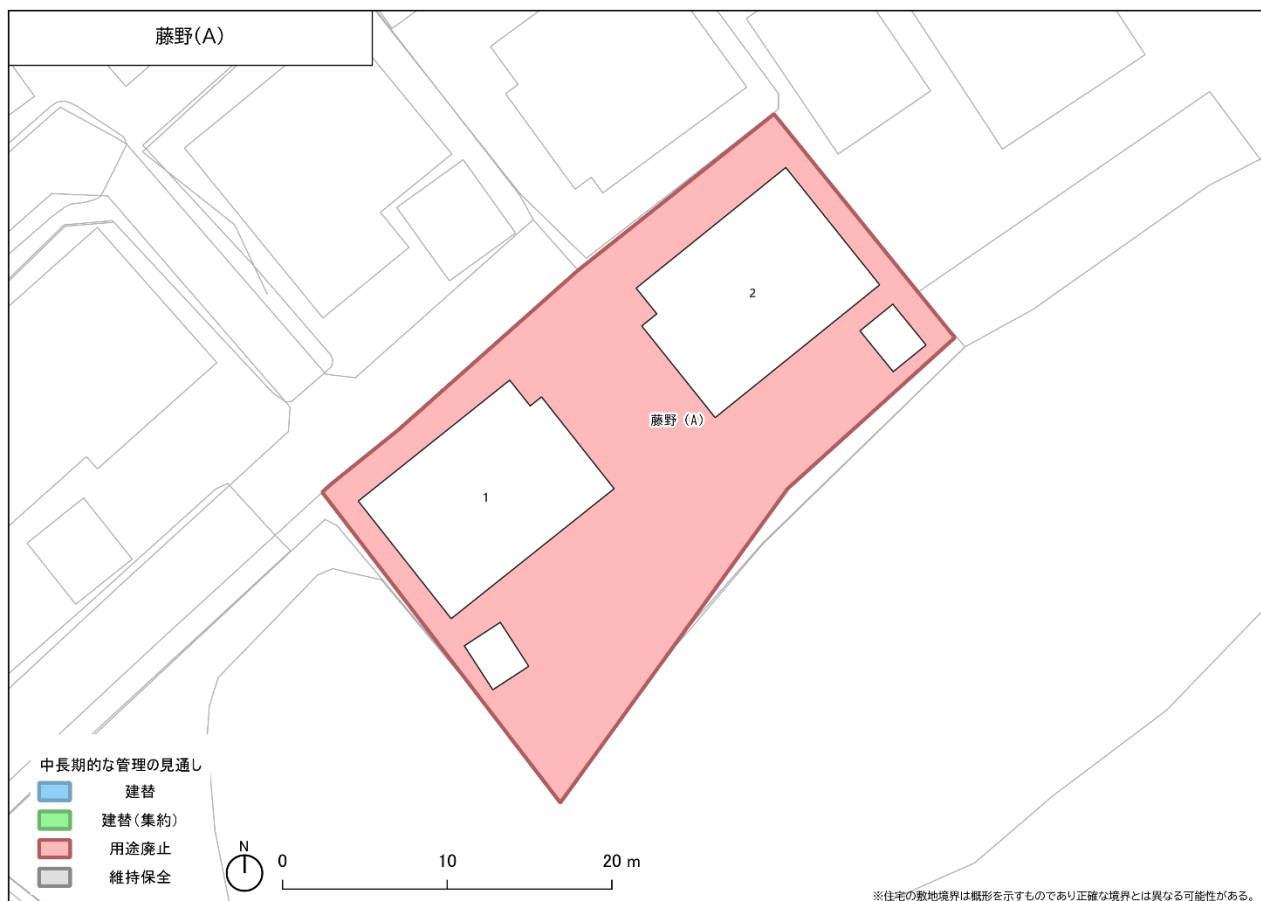 藤野(A)
2
藤野 (A)
1
中長期的な管理の見通し
建替
建替(集約)
用途廃止
維持保全
N
0 10 20 m
※住宅の敷地境界は概形を示すものであり正確な境界とは異なる可能性がある。